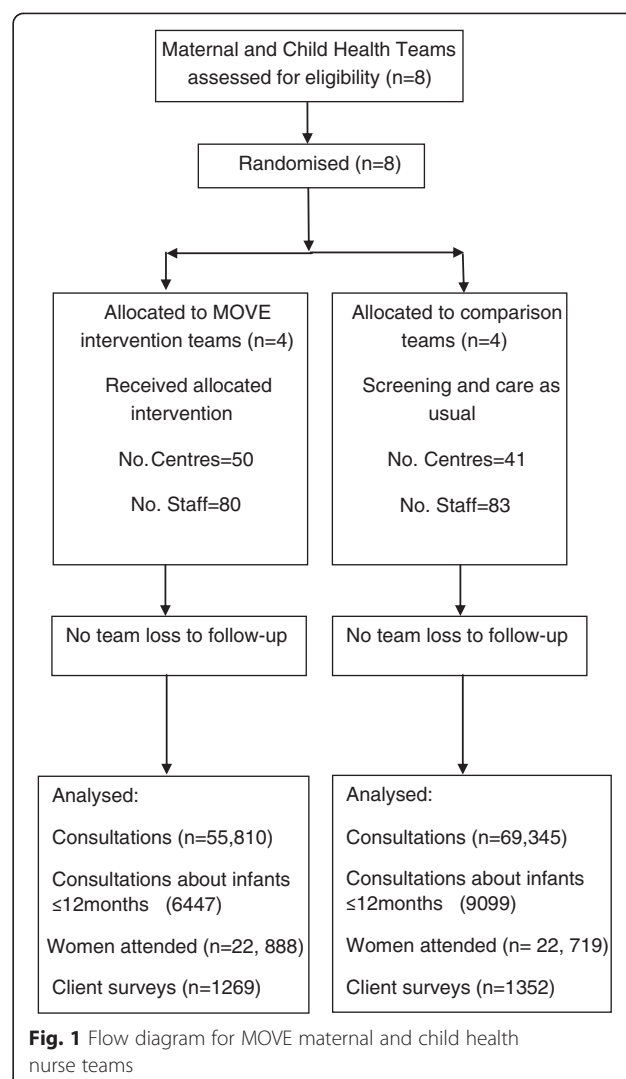 Maternal and Child Health Teams
assessed for eligibility (n=8)
Randomised (n=8)
Allocated to MOVE
intervention teams (n=4)
Received allocated
intervention
No.Centres=50
No. Staff=80
Allocated to comparison
teams (n=4)
Screening and care as
usual
No. Centres=41
No. Staff=83
No team loss to follow-up
No team loss to follow-up
Analysed:
Consultations (n=55,810)
Consultations about infants
≤12months (6447)
Women attended (n=22, 888)
Client surveys (n=1269)
Analysed:
Consultations (n=69,345)
Consultations about infants
≤12months (9099)
Women attended (n= 22, 719)
Client surveys (n=1352)
Fig. 1 Flow diagram for MOVE maternal and child health
nurse teams